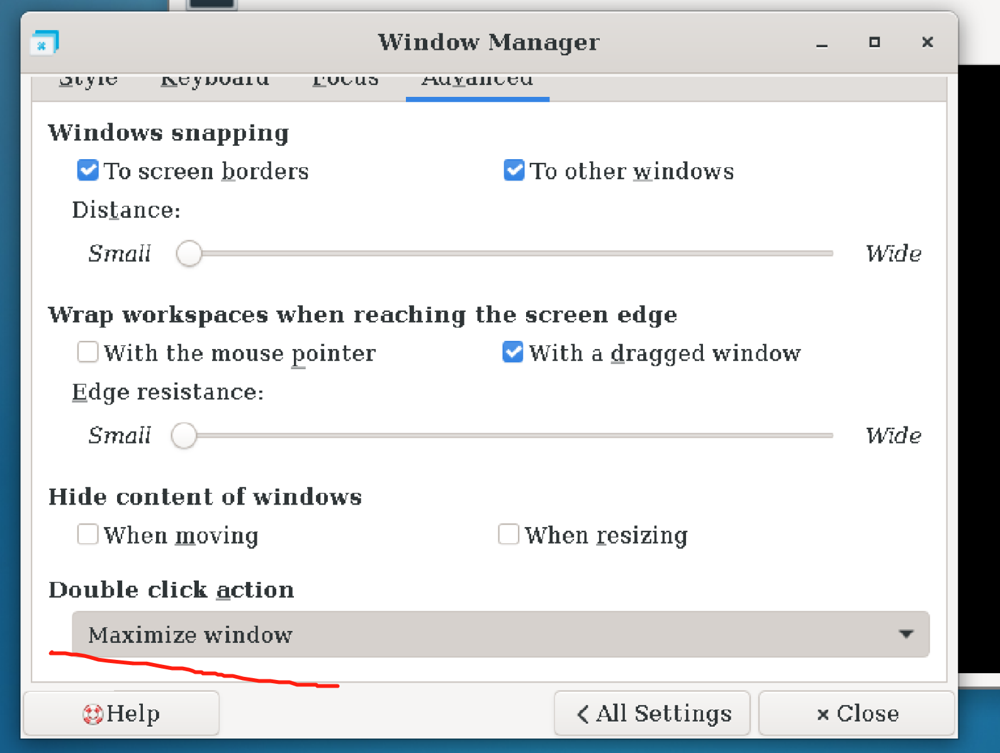 Window Manager
Style Keyboard Focus Advanced
Windows snapping
To screen borders To other windows
Distance:
Small Wide
Wrap workspaces when reaching the screen edge
With the mouse pointer With a dragged window
Edge resistance:
Small Wide
Hide content of windows
When moving When resizing
Double click action
Maximize window
Help All Settings Close